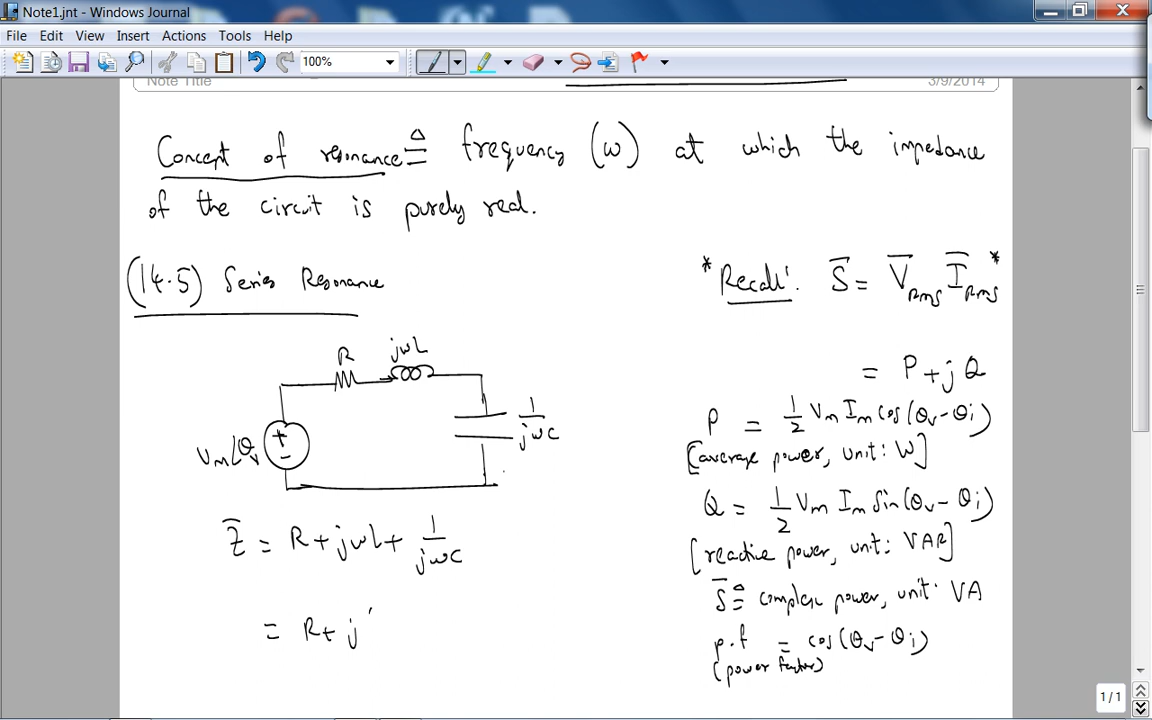 Note1.jnt - Windows Journal
File Edit View Insert Actions Tools Help
100%
Note Title
3/9/2014
Concept of resonance ≜ frequency (ω) at which the impedance
of the circuit is purely real.
(14.5) Series Resonance
*Recall: S̅ = V̅rms I̅rms*
= P + jQ
P = 1/2 Vm Im cos(θv - θi)
[average power, unit: W]
Q = 1/2 Vm Im sin(θv - θi)
[reactive power, unit: VAR]
S̅ ≜ complex power, unit: VA
p.f = cos(θv - θi)
(power factor)
R
jωL
1/jωC
Vm∠θv
+
-
Z̅ = R + jωL + 1/jωC
= R + j
1/1